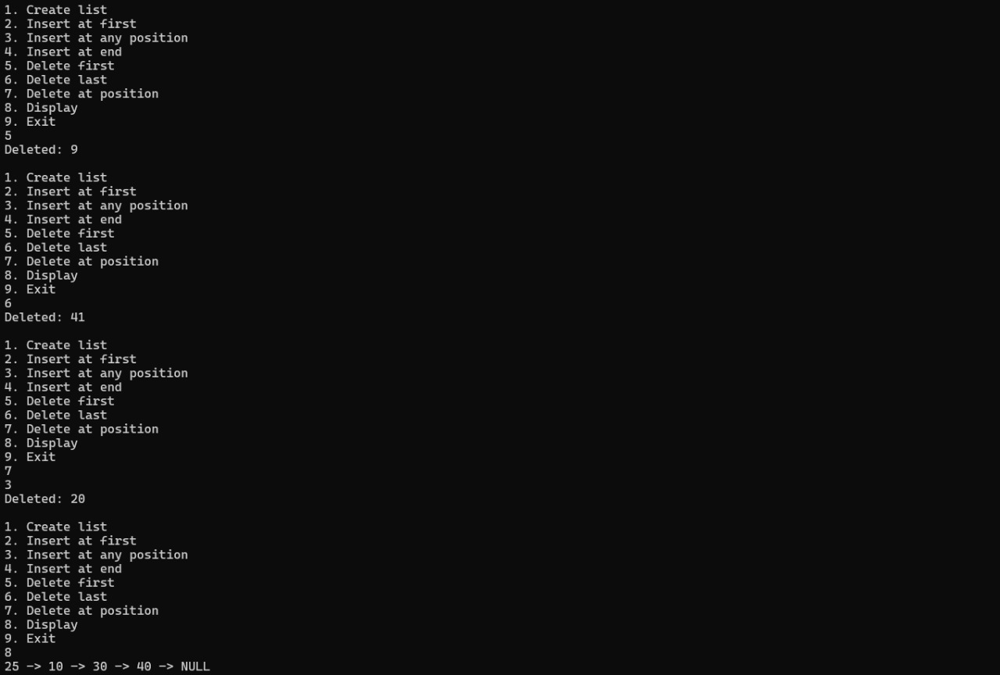 1. Create list
2. Insert at first
3. Insert at any position
4. Insert at end
5. Delete first
6. Delete last
7. Delete at position
8. Display
9. Exit
5
Deleted: 9
1. Create list
2. Insert at first
3. Insert at any position
4. Insert at end
5. Delete first
6. Delete last
7. Delete at position
8. Display
9. Exit
6
Deleted: 41
1. Create list
2. Insert at first
3. Insert at any position
4. Insert at end
5. Delete first
6. Delete last
7. Delete at position
8. Display
9. Exit
7
3
Deleted: 20
1. Create list
2. Insert at first
3. Insert at any position
4. Insert at end
5. Delete first
6. Delete last
7. Delete at position
8. Display
9. Exit
8
25 -> 10 -> 30 -> 40 -> NULL